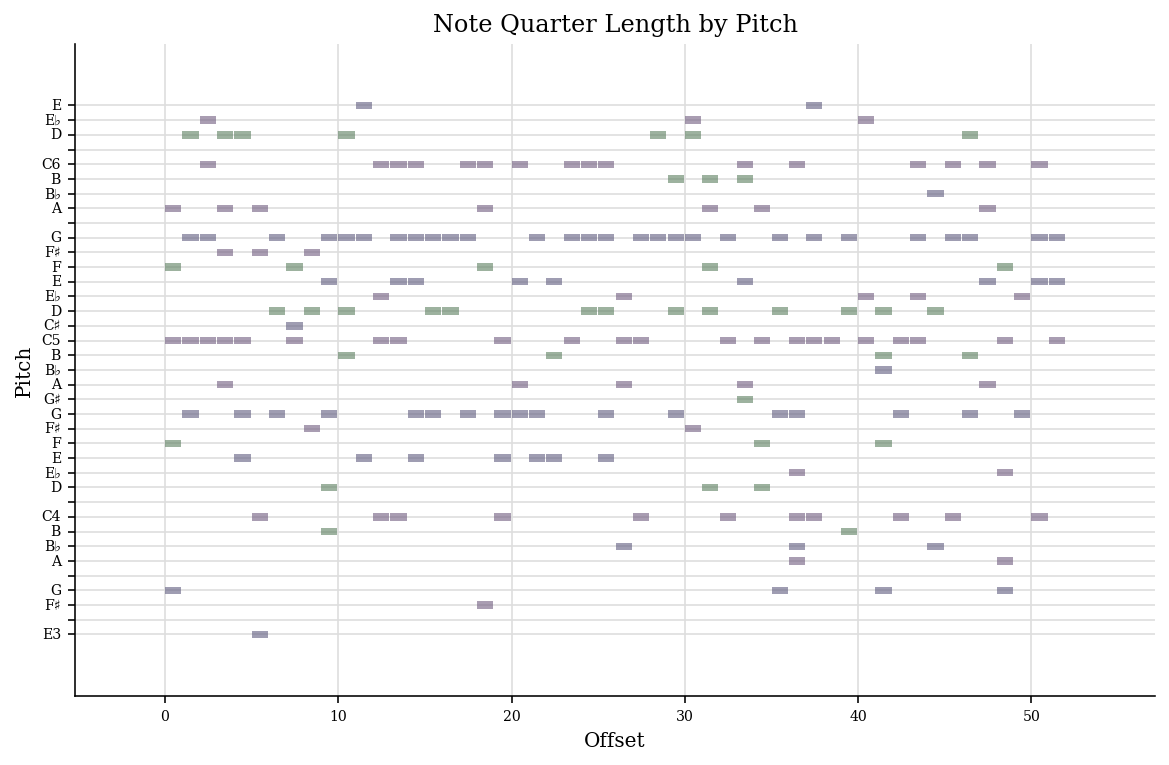 Note Quarter Length by Pitch
E
E♭
D
C6
B
B♭
A
G
F♯
F
E
E♭
D
C♯
C5
B
B♭
A
G♯
G
F♯
F
E
E♭
D
C4
B
B♭
A
G
F♯
E3
Pitch
0 10 20 30 40 50
Offset